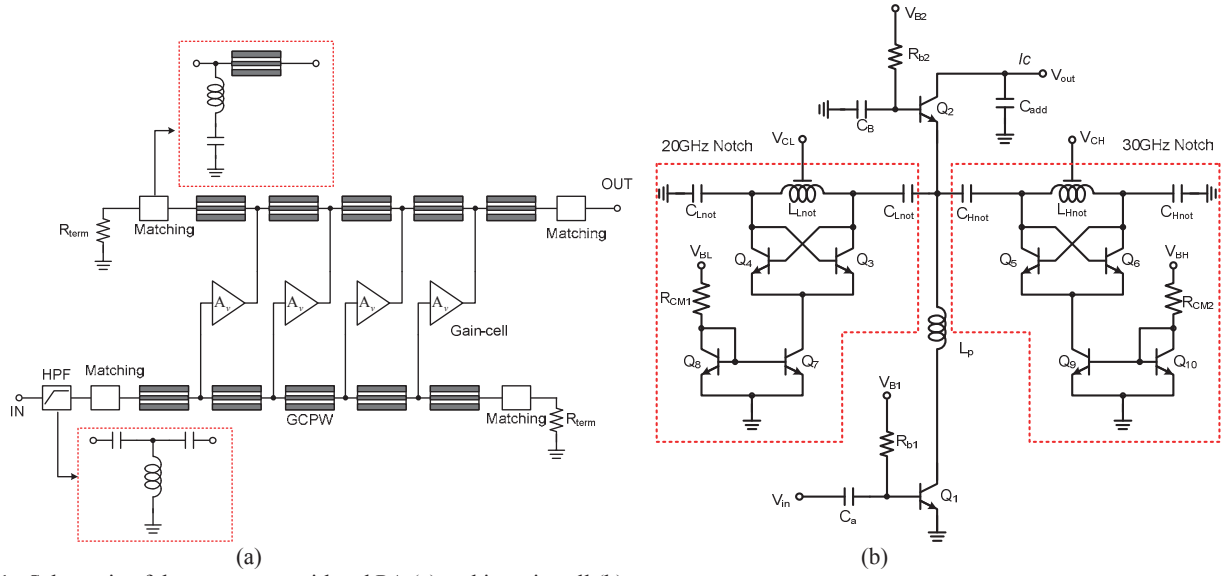 OUT
Matching
Matching
Rterm
Av
Av
Av
Av
Gain-cell
HPF
Matching
IN
GCPW
Matching
Rterm
(a)
VB2
Rb2
Ic
Vout
Q2
Cadd
CB
20GHz Notch
VCL
VCH
30GHz Notch
CLnot
LLnot
CLnot
CHnot
LHnot
CHnot
Q4
Q3
Q5
Q6
VBL
VBH
RCM1
RCM2
Lp
Q8
Q7
Q9
Q10
VB1
Rb1
Vin
Ca
Q1
(b)